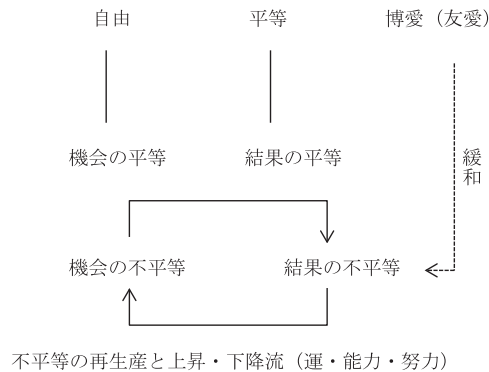 自由 平等 博愛（友愛）
機会の平等 結果の平等
緩和
機会の不平等 結果の不平等
不平等の再生産と上昇・下降流（運・能力・努力）